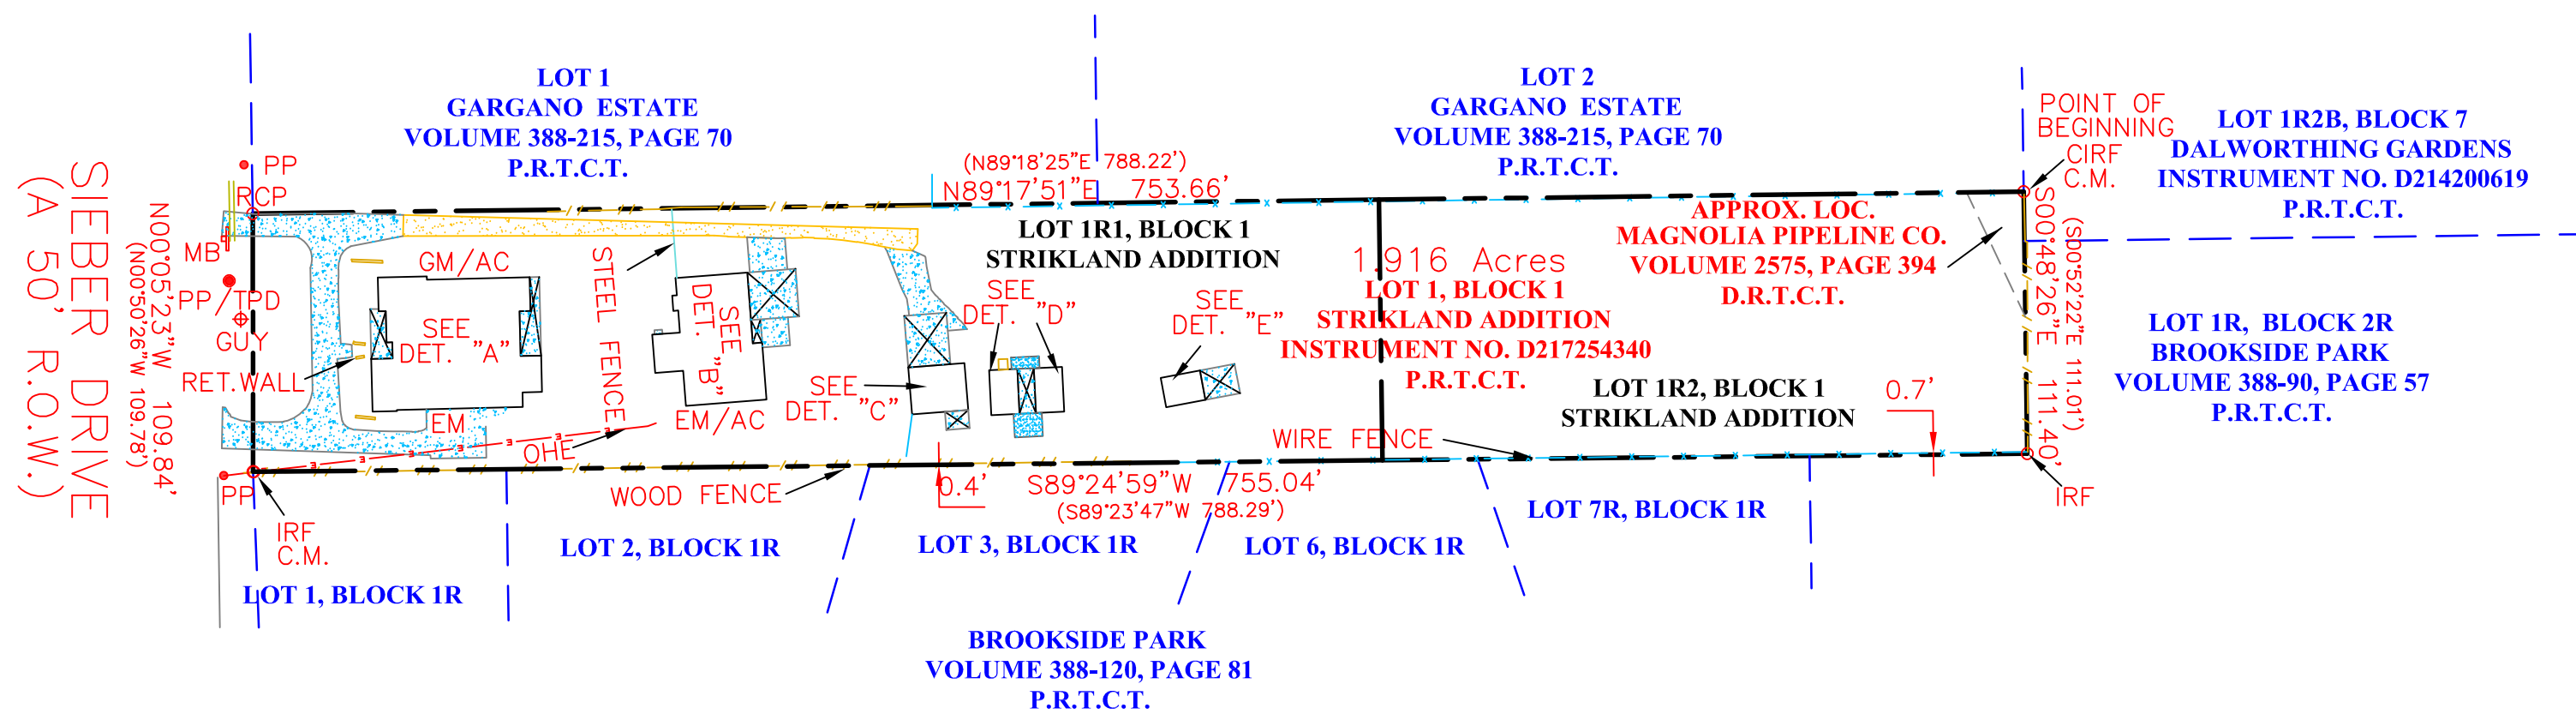 LOT 1
GARGANO ESTATE
VOLUME 388-215, PAGE 70
P.R.T.C.T.
LOT 2
GARGANO ESTATE
VOLUME 388-215, PAGE 70
P.R.T.C.T.
POINT OF
BEGINNING
CIRF
C.M.
LOT 1R2B, BLOCK 7
DALWORTHING GARDENS
INSTRUMENT NO. D214200619
P.R.T.C.T.
SIEBER DRIVE
(A 50' R.O.W.)
N00°05'23"W 109.84'
(N00°50'26"W 109.78')
PP
RCP
MB
PP/TPD
GUY
RET.WALL
PP
IRF
C.M.
(N89°18'25"E 788.22')
N89°17'51"E 753.66'
GM/AC
SEE
DET. "A"
EM
STEEL FENCE
SEE
DET. "B"
EM/AC
OHE
WOOD FENCE
LOT 1R1, BLOCK 1
STRIKLAND ADDITION
SEE
DET. "D"
SEE
DET. "C"
SEE
DET. "E"
1.916 Acres
LOT 1, BLOCK 1
STRIKLAND ADDITION
INSTRUMENT NO. D217254340
P.R.T.C.T.
APPROX. LOC.
MAGNOLIA PIPELINE CO.
VOLUME 2575, PAGE 394
D.R.T.C.T.
LOT 1R2, BLOCK 1
STRIKLAND ADDITION
0.7'
WIRE FENCE
S00°48'26"E 111.40'
(S00°52'22"E 111.01')
IRF
LOT 1R, BLOCK 2R
BROOKSIDE PARK
VOLUME 388-90, PAGE 57
P.R.T.C.T.
0.4'
S89°24'59"W 755.04'
(S89°23'47"W 788.29')
LOT 1, BLOCK 1R
LOT 2, BLOCK 1R
LOT 3, BLOCK 1R
LOT 6, BLOCK 1R
LOT 7R, BLOCK 1R
BROOKSIDE PARK
VOLUME 388-120, PAGE 81
P.R.T.C.T.